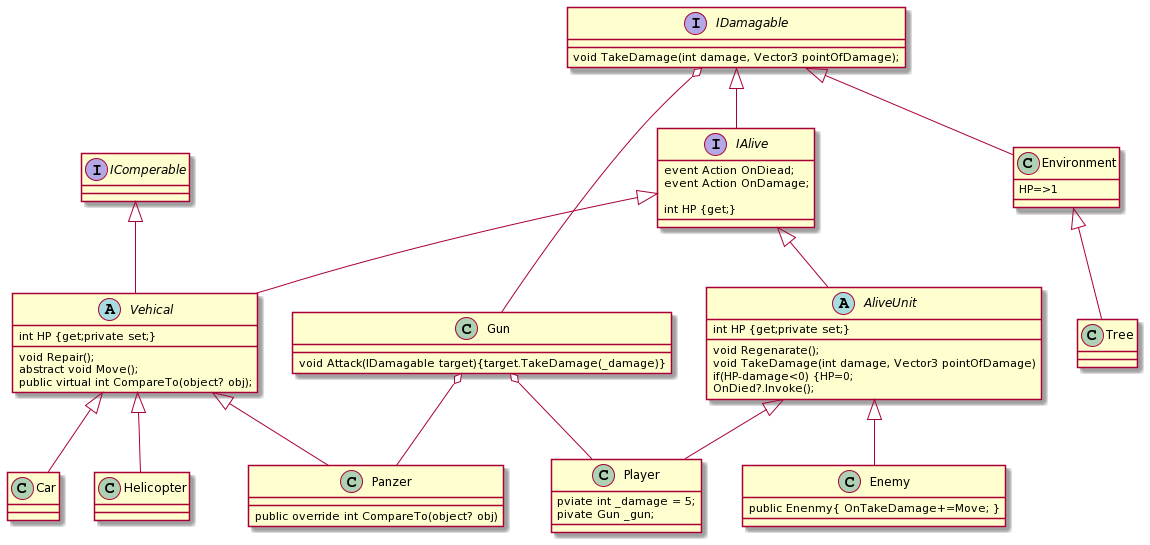 I IDamagable
void TakeDamage(int damage, Vector3 pointOfDamage);
I IAlive
event Action OnDiead;
event Action OnDamage;
int HP {get;}
I IComperable
C Environment
HP=>1
A Vehical
int HP {get;private set;}
void Repair();
abstract void Move();
public virtual int CompareTo(object? obj);
C Gun
void Attack(IDamagable target){target.TakeDamage(_damage)}
A AliveUnit
int HP {get;private set;}
void Regenarate();
void TakeDamage(int damage, Vector3 pointOfDamage)
if(HP-damage<0) {HP=0;
OnDied?.Invoke();
C Tree
C Car
C Helicopter
C Panzer
public override int CompareTo(object? obj)
C Player
pviate int _damage = 5;
pivate Gun _gun;
C Enemy
public Enenmy{ OnTakeDamage+=Move; }